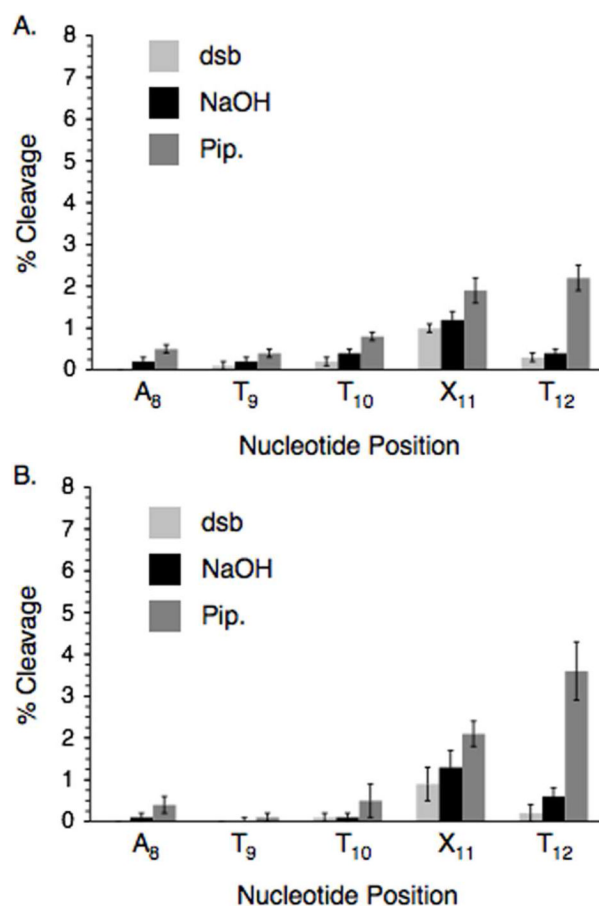 A.
8
7
6
5
4
3
2
1
0
% Cleavage
dsb
NaOH
Pip.
A₈ T₉ T₁₀ X₁₁ T₁₂
Nucleotide Position
B.
8
7
6
5
4
3
2
1
0
% Cleavage
dsb
NaOH
Pip.
A₈ T₉ T₁₀ X₁₁ T₁₂
Nucleotide Position